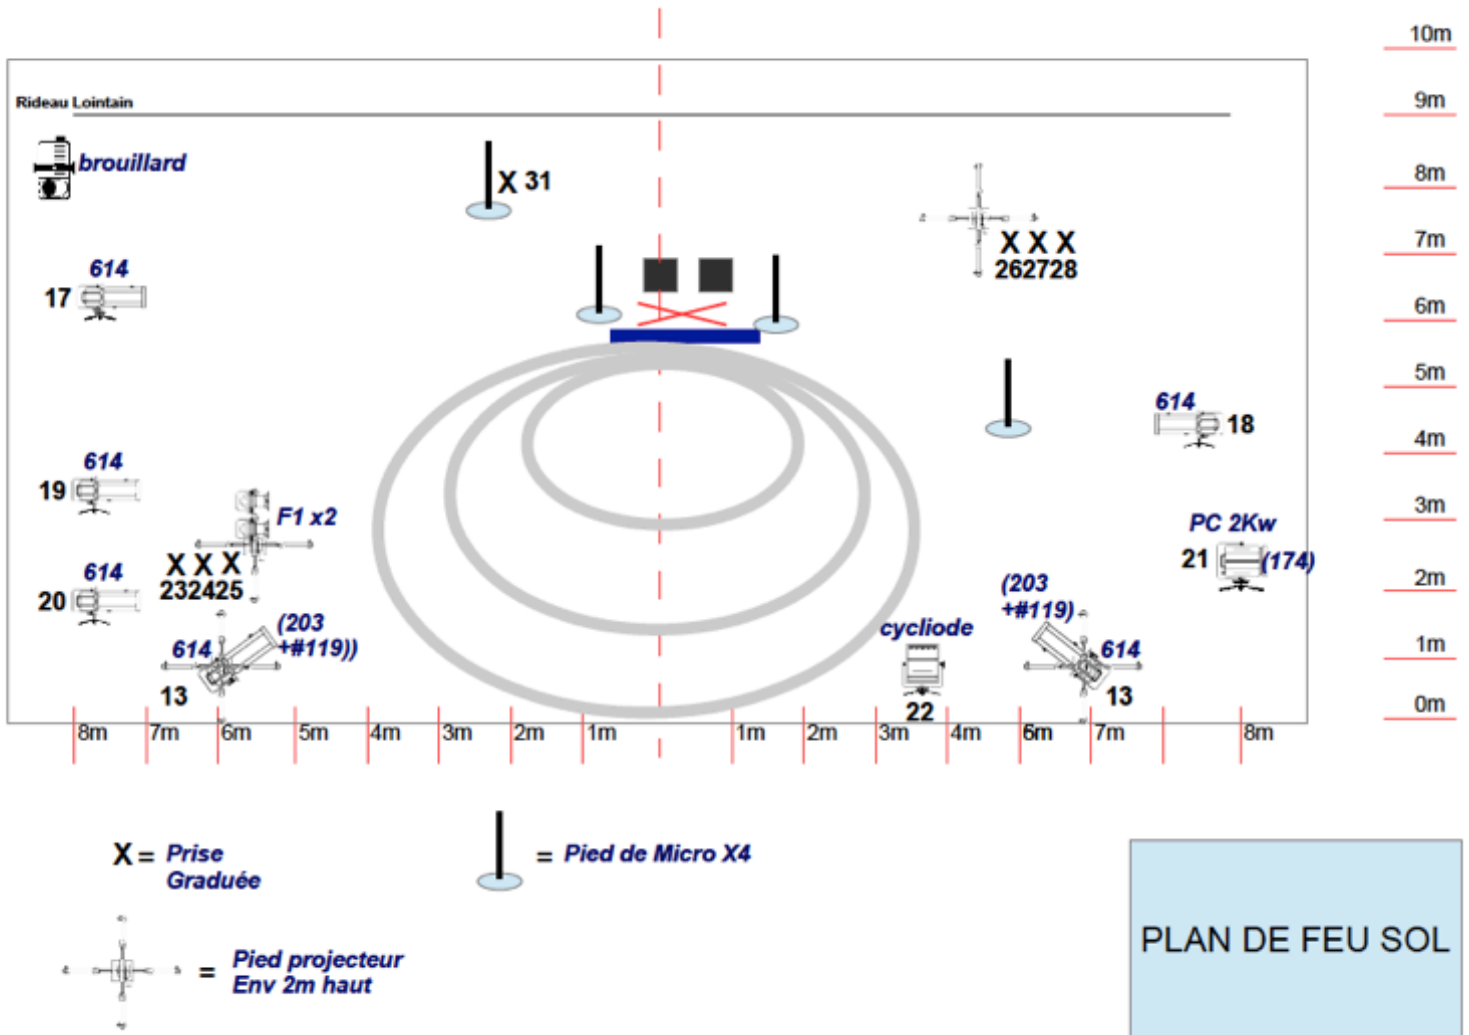 10m
Rideau Lointain
9m
brouillard
X 31
8m
7m
X X X
262728
614
17
6m
5m
614
18
4m
614
19
F1 x2
3m
PC 2Kw
21
(174)
X X X
232425
614
20
2m
(203
+#119)
(203
+#119))
614
13
cycliode
22
614
13
1m
0m
8m
7m
6m
5m
4m
3m
2m
1m
1m
2m
3m
4m
6m
7m
8m
X = Prise
Graduée
= Pied de Micro X4
= Pied projecteur
Env 2m haut
PLAN DE FEU SOL